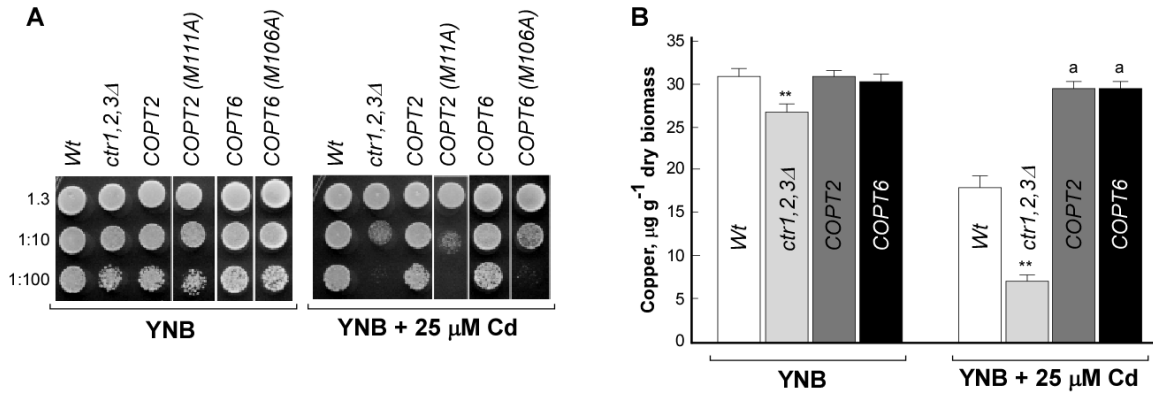 A
Wt
ctr1,2,3Δ
COPT2
COPT2 (M111A)
COPT6
COPT6 (M106A)
Wt
ctr1,2,3Δ
COPT2
COPT2 (M11A)
COPT6
COPT6 (M106A)
1.3
1:10
1:100
YNB
YNB + 25 μM Cd
B
Copper, μg g-1 dry biomass
35
30
25
20
15
10
5
0
Wt
**
ctr1,2,3Δ
COPT2
COPT6
Wt
**
ctr1,2,3Δ
a
COPT2
a
COPT6
YNB
YNB + 25 μM Cd